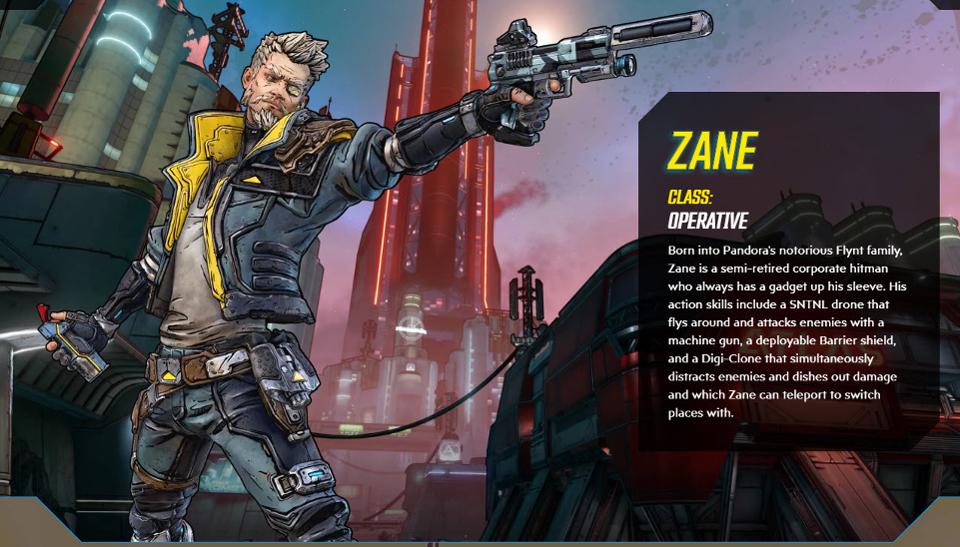 ZANE
CLASS:
OPERATIVE
Born into Pandora's notorious Flynt family,
Zane is a semi-retired corporate hitman
who always has a gadget up his sleeve. His
action skills include a SNTNL drone that
flys around and attacks enemies with a
machine gun, a deployable Barrier shield,
and a Digi-Clone that simultaneously
distracts enemies and dishes out damage
and which Zane can teleport to switch
places with.